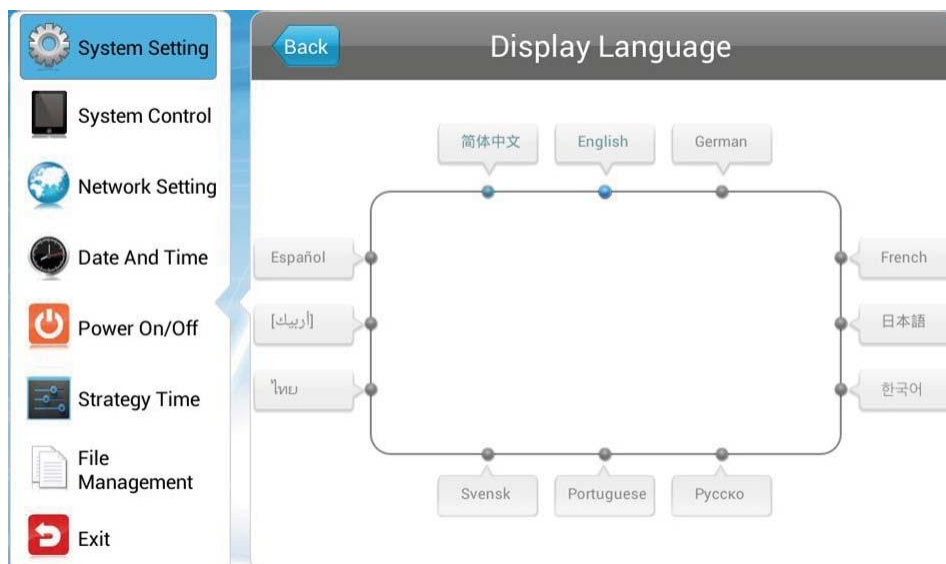 System Setting
System Control
Network Setting
Date And Time
Power On/Off
Strategy Time
File
Management
Exit
Back
Display Language
简体中文
English
German
Español
French
[أربيك]
日本語
ไทย
한국어
Svensk
Portuguese
Русско